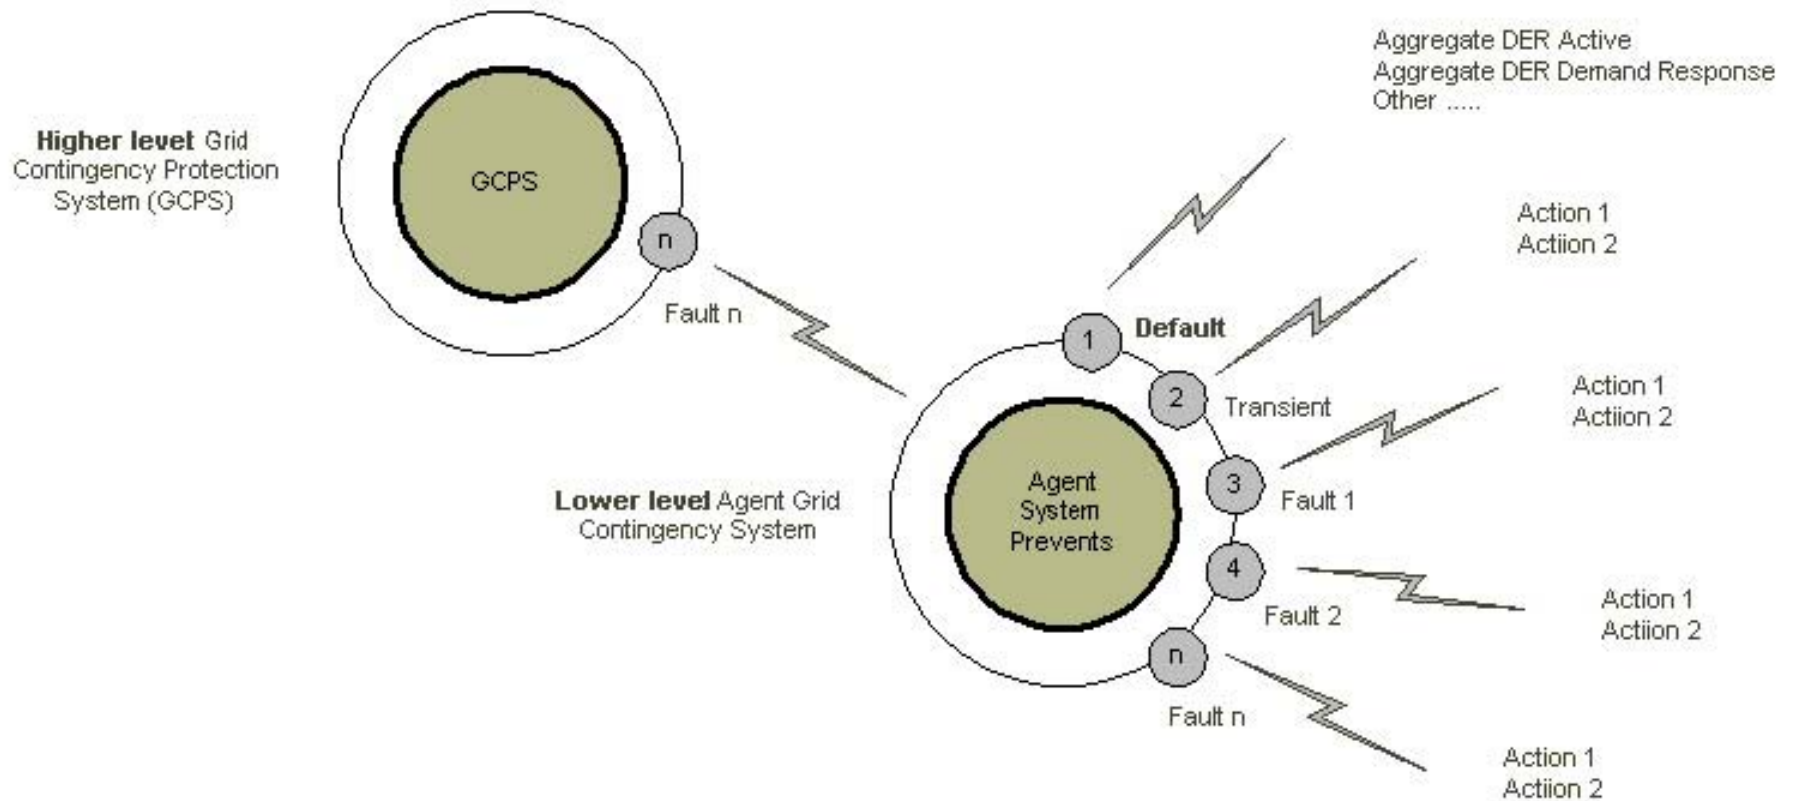 Aggregate DER Active
Aggregate DER Demand Response
Other .....
Higher level Grid
Contingency Protection
System (GCPS)
GCPS
n
Fault n
Action 1
Actiion 2
1
Default
2
Transient
Action 1
Actiion 2
Lower level Agent Grid
Contingency System
Agent
System
Prevents
3
Fault 1
4
Fault 2
Action 1
Actiion 2
n
Fault n
Action 1
Actiion 2